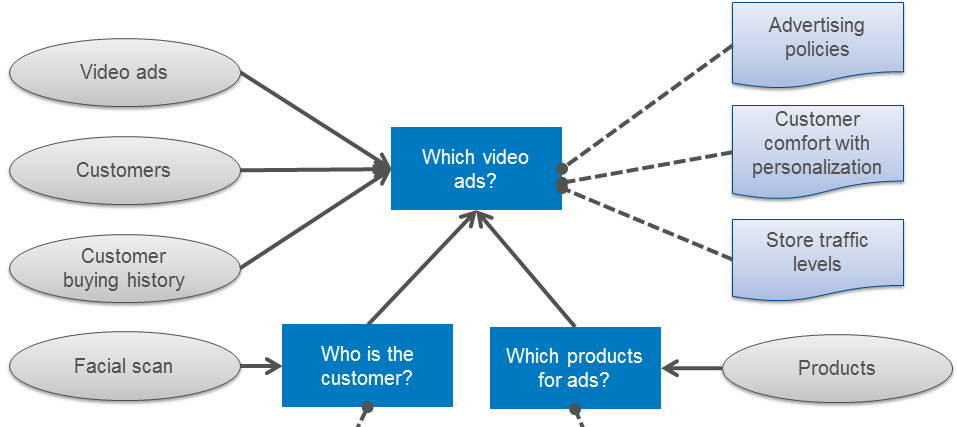 Advertising
policies
Video ads
Customer
comfort with
personalization
Which video
ads?
Customers
Customer
buying history
Store traffic
levels
Who is the
customer?
Which products
for ads?
Facial scan
Products